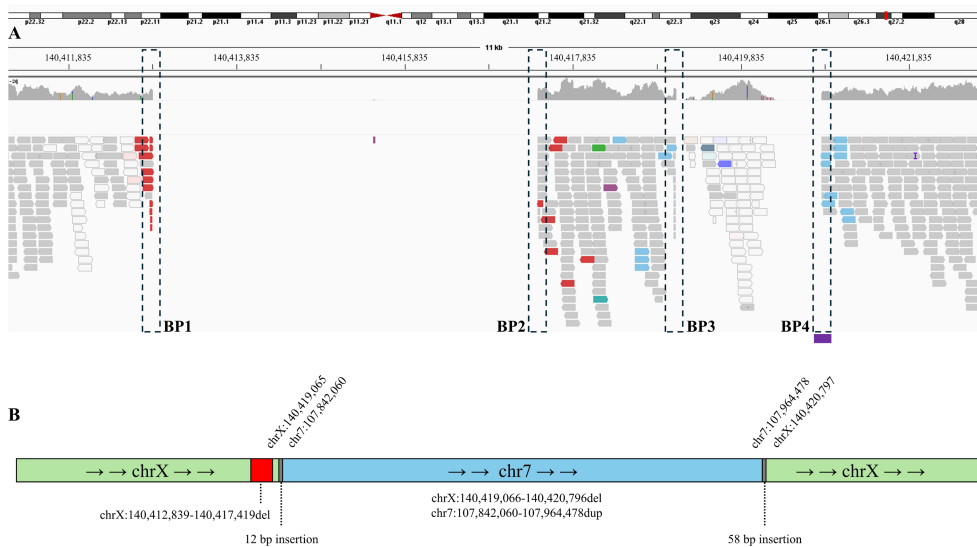 p22.32 p22.2 p22.13 p22.11 p21.2 p21.1 p11.4 p11.3 p11.23 p11.22 p11.21 q11.1 q12 q13.1 q13.3 q21.1 q21.2 q21.32 q22.1 q22.3 q23 q24 q25 q26.1 q26.3 q27.2 q28
A
11 kb
140,411,835 140,413,835 140,415,835 140,417,835 140,419,835 140,421,835
I
BP1 BP2 BP3 BP4
B
chrX:140,419,065
chr7:107,842,060
chr7:107,964,478
chrX:140,420,797
→ → chrX → → → → chr7 → → → → chrX → →
chrX:140,412,839-140,417,419del
chrX:140,419,066-140,420,796del
chr7:107,842,060-107,964,478dup
12 bp insertion 58 bp insertion